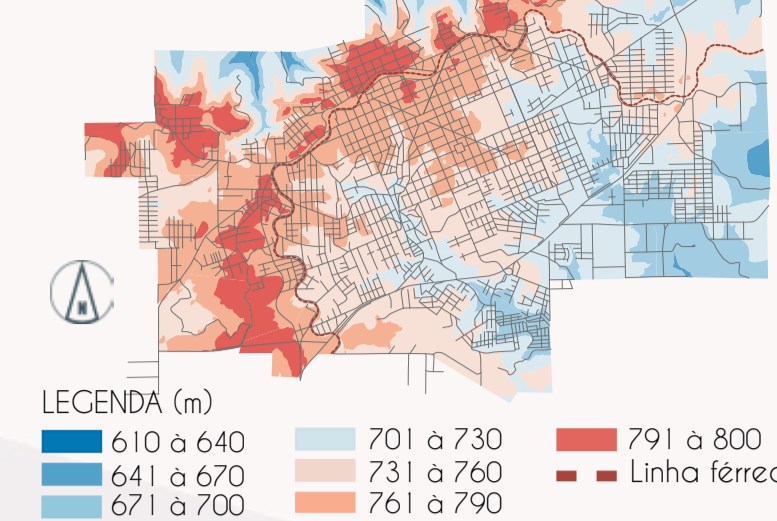 N
LEGENDA (m)
610 à 640
641 à 670
671 à 700
701 à 730
731 à 760
761 à 790
791 à 800
Linha férrea